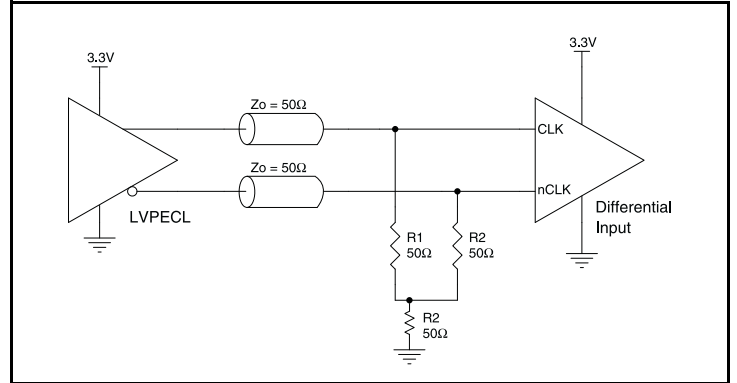 3.3V
3.3V
Zo = 50Ω
CLK
Zo = 50Ω
nCLK
LVPECL
Differential
Input
R1
50Ω
R2
50Ω
R2
50Ω